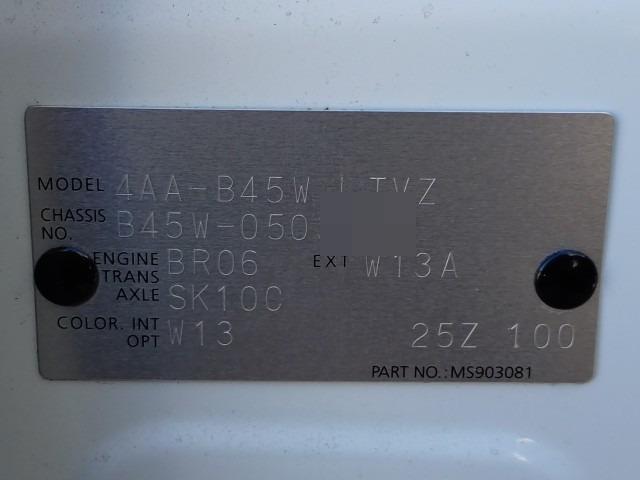 MODEL 4AA-B45W TVZ
CHASSIS NO. B45W-050
ENGINE BR06 EXT W13A
TRANS AXLE SK10C
COLOR. INT W13
OPT 25Z 100
PART NO.:MS903081